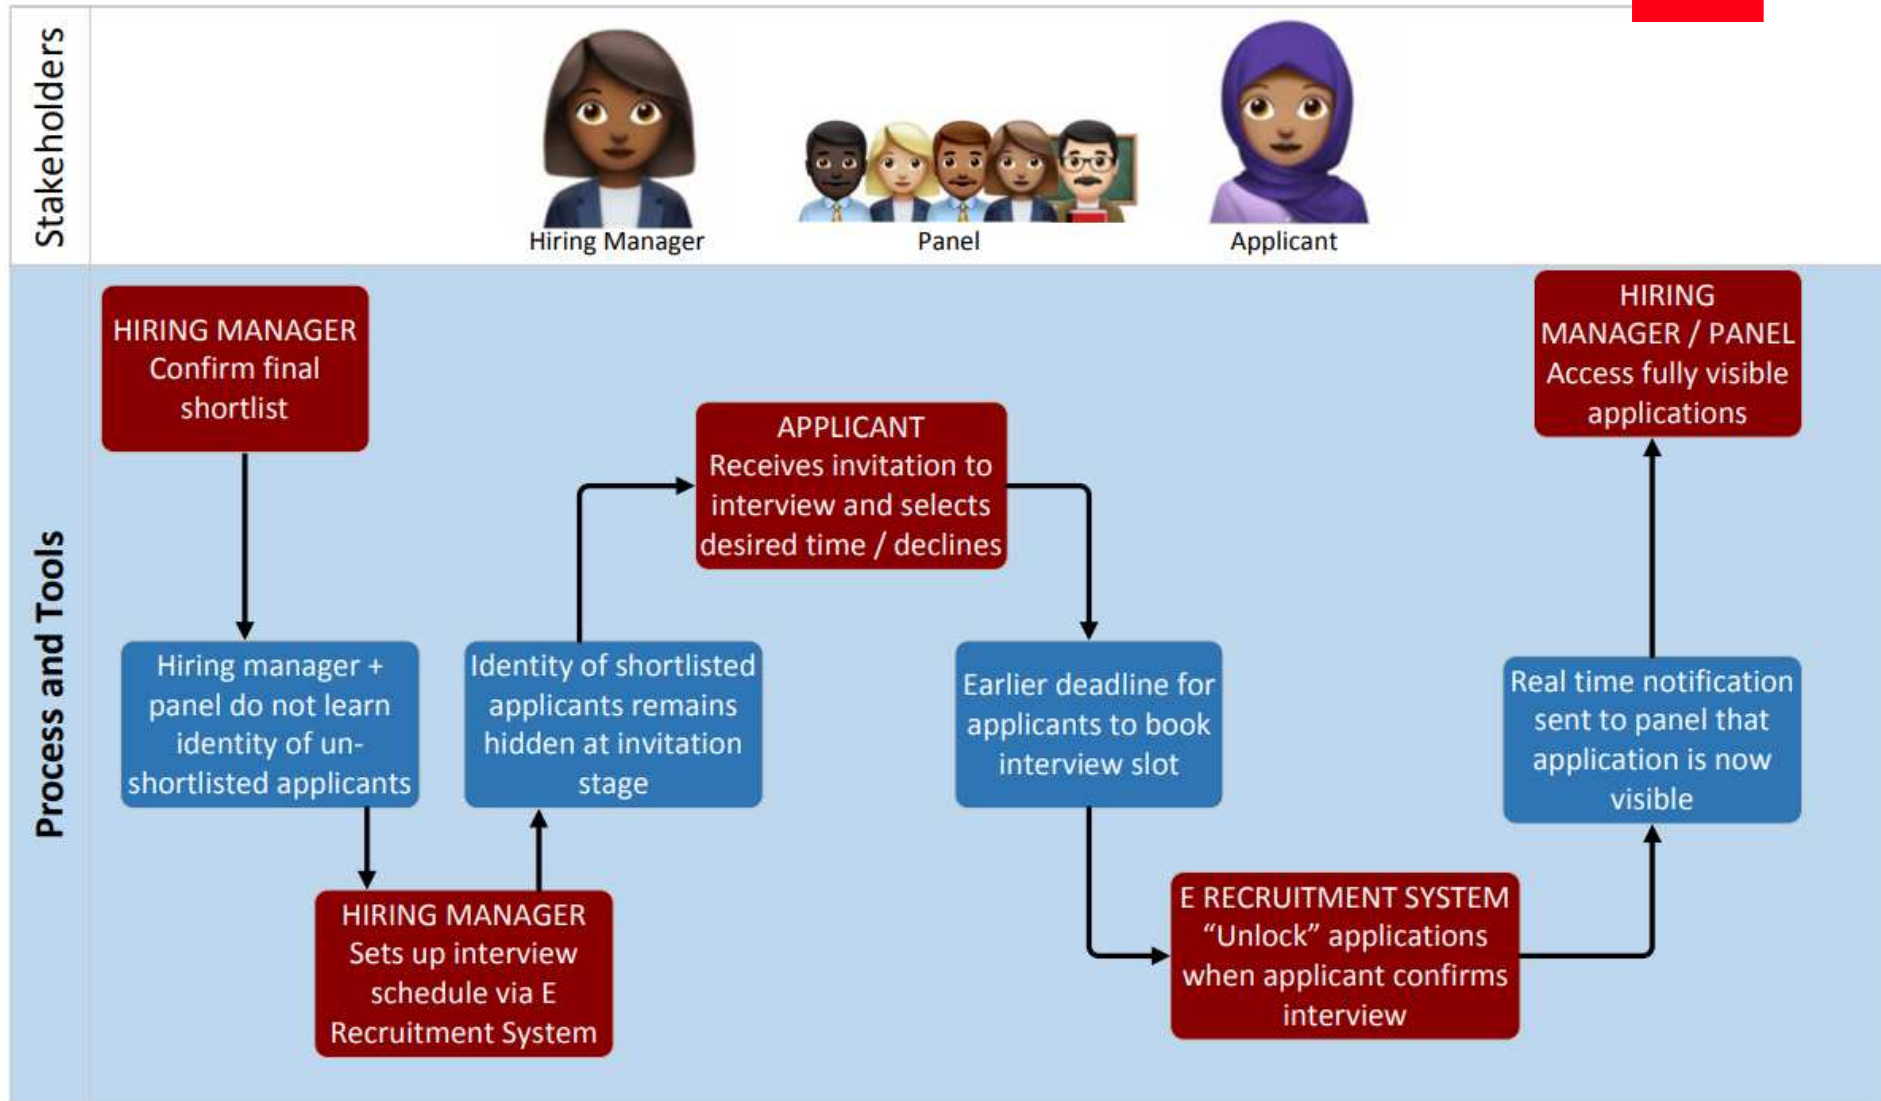 Stakeholders
Hiring Manager
Panel
Applicant
Process and Tools
HIRING MANAGER
Confirm final
shortlist
Hiring manager +
panel do not learn
identity of un-
shortlisted applicants
HIRING MANAGER
Sets up interview
schedule via E
Recruitment System
Identity of shortlisted
applicants remains
hidden at invitation
stage
APPLICANT
Receives invitation to
interview and selects
desired time / declines
Earlier deadline for
applicants to book
interview slot
E RECRUITMENT SYSTEM
“Unlock” applications
when applicant confirms
interview
Real time notification
sent to panel that
application is now
visible
HIRING
MANAGER / PANEL
Access fully visible
applications